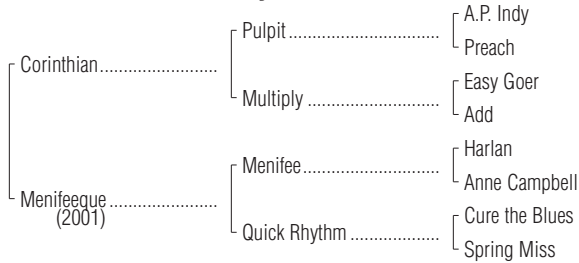 A.P. Indy
Pulpit
Preach
Corinthian
Easy Goer
Multiply
Add
Harlan
Menifee
Anne Campbell
Menifeeque
(2001)
Cure the Blues
Quick Rhythm
Spring Miss